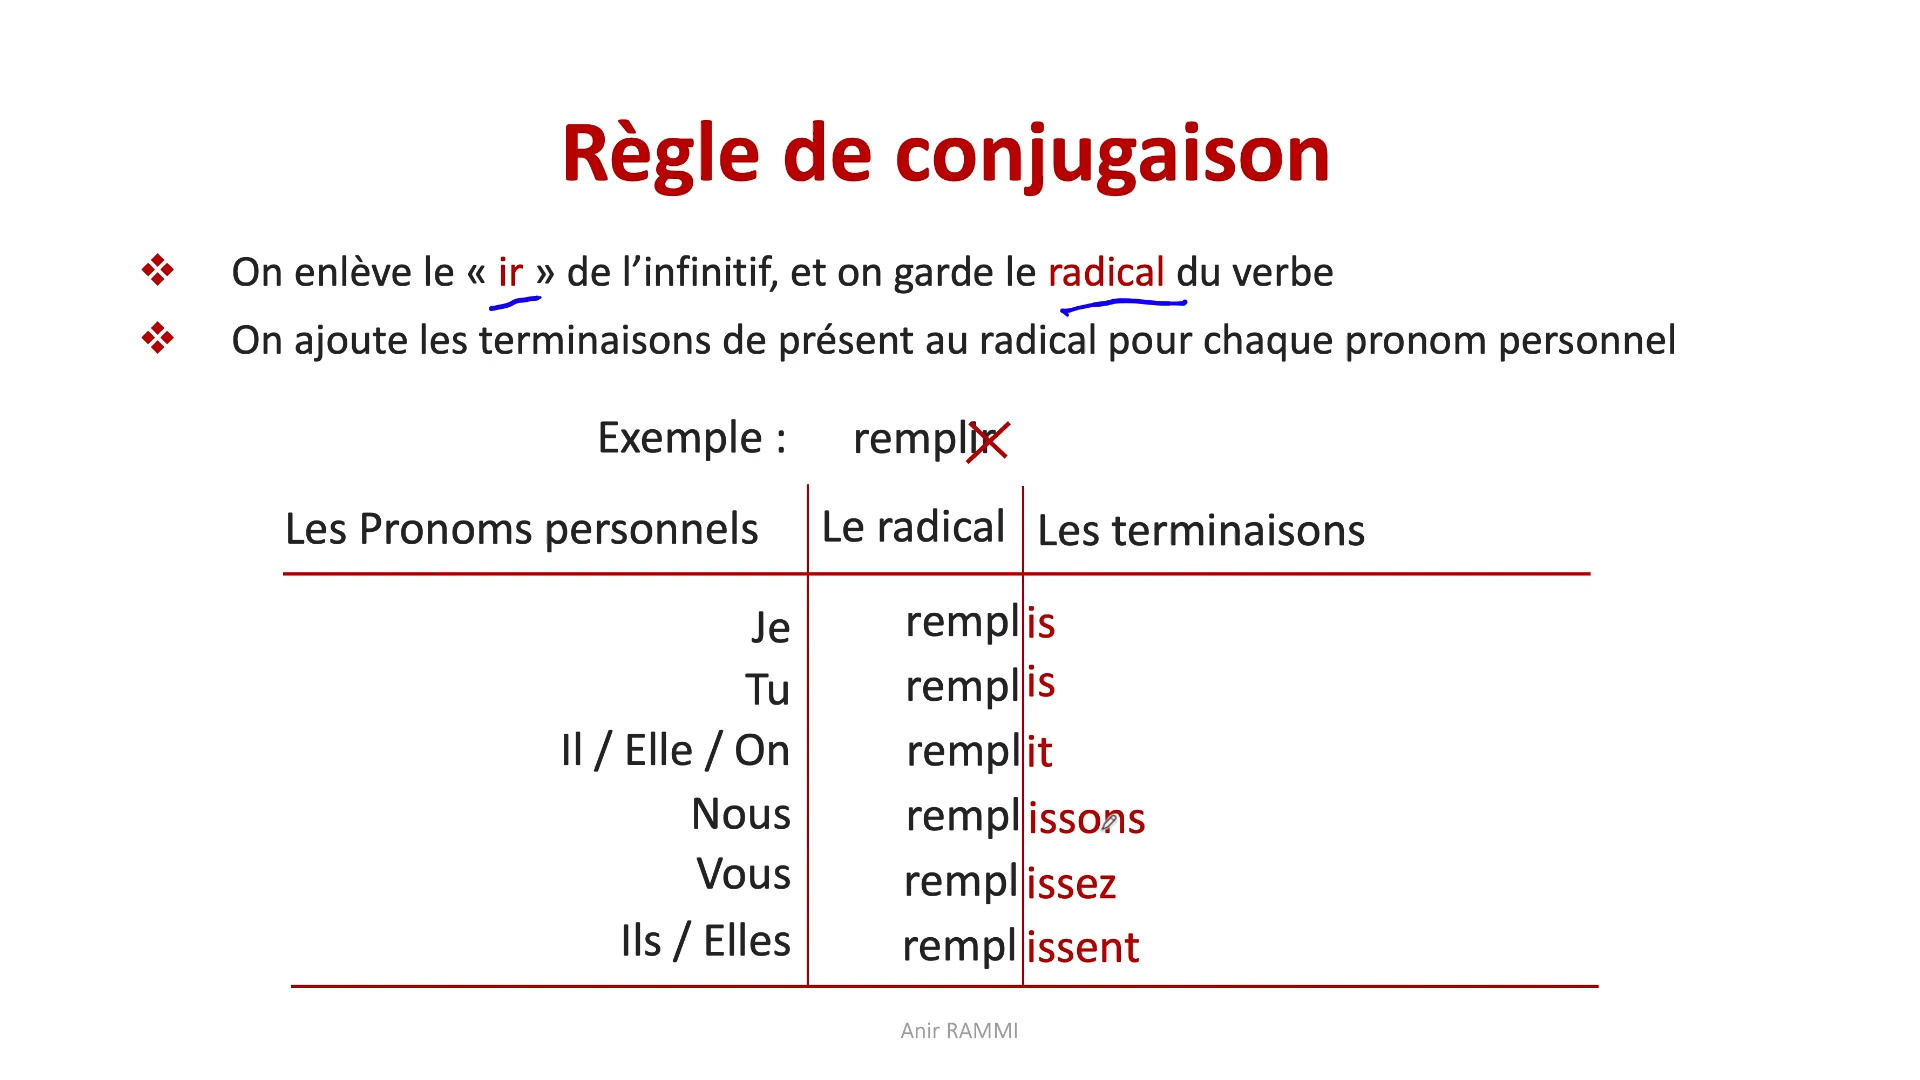 Règle de conjugaison
❖ On enlève le « ir » de l’infinitif, et on garde le radical du verbe
❖ On ajoute les terminaisons de présent au radical pour chaque pronom personnel
Exemple : remplir
Les Pronoms personnels Le radical Les terminaisons
Je rempl is
Tu rempl is
Il / Elle / On rempl it
Nous rempl issons
Vous rempl issez
Ils / Elles rempl issent
Anir RAMMI